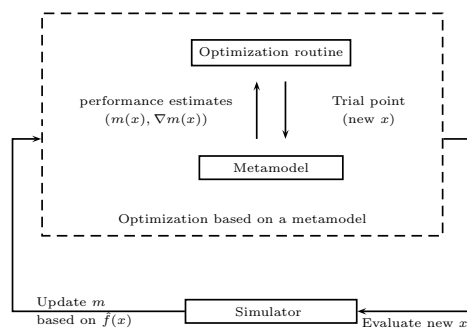 Optimization routine
performance estimates
(m(x), ∇m(x))
Trial point
(new x)
Metamodel
Optimization based on a metamodel
Update m
based on f̂(x)
Simulator
Evaluate new x